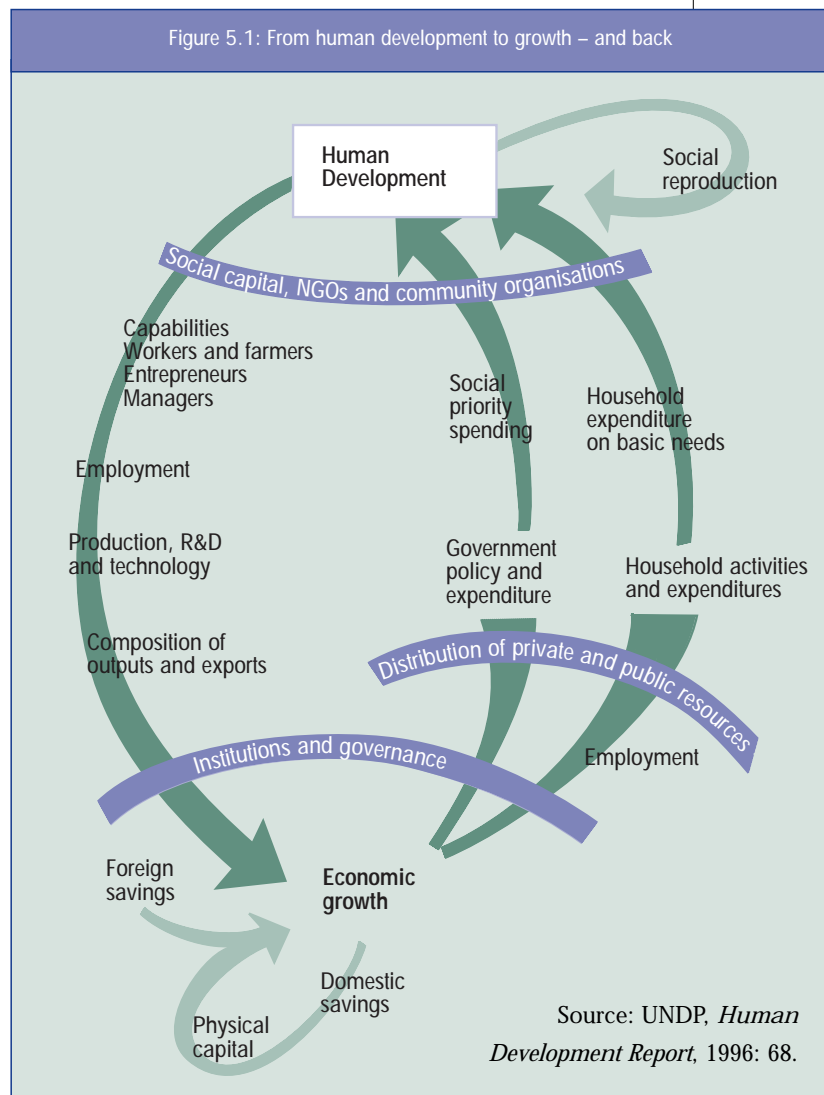 Figure 5.1: From human development to growth – and back
Human
Development
Social
reproduction
Social capital, NGOs and community organisations
Capabilities
Workers and farmers
Entrepreneurs
Managers
Social
priority
spending
Household
expenditure
on basic needs
Employment
Production, R&D
and technology
Government
policy and
expenditure
Household activities
and expenditures
Composition of
outputs and exports
Distribution of private and public resources
Institutions and governance
Employment
Foreign
savings
Economic
growth
Domestic
savings
Physical
capital
Source: UNDP, Human
Development Report, 1996: 68.